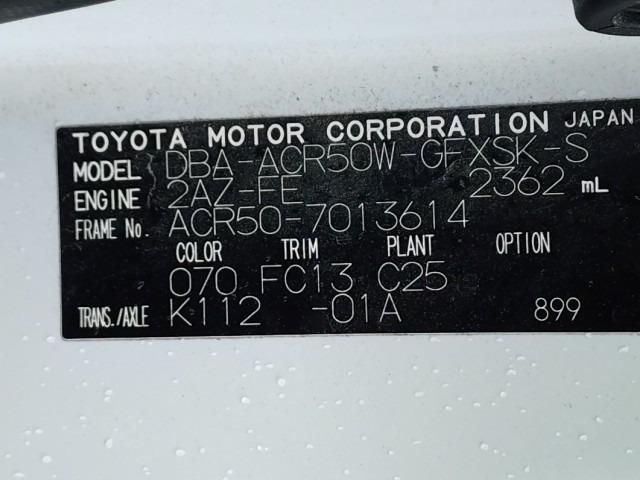 TOYOTA MOTOR CORPORATION JAPAN
MODEL DBA-ACR50W-GFXSK-S
ENGINE 2AZ-FE 2362 mL
FRAME No. ACR50-7013614
COLOR TRIM PLANT OPTION
070 FC13 C25
TRANS./AXLE K112 -01A 899